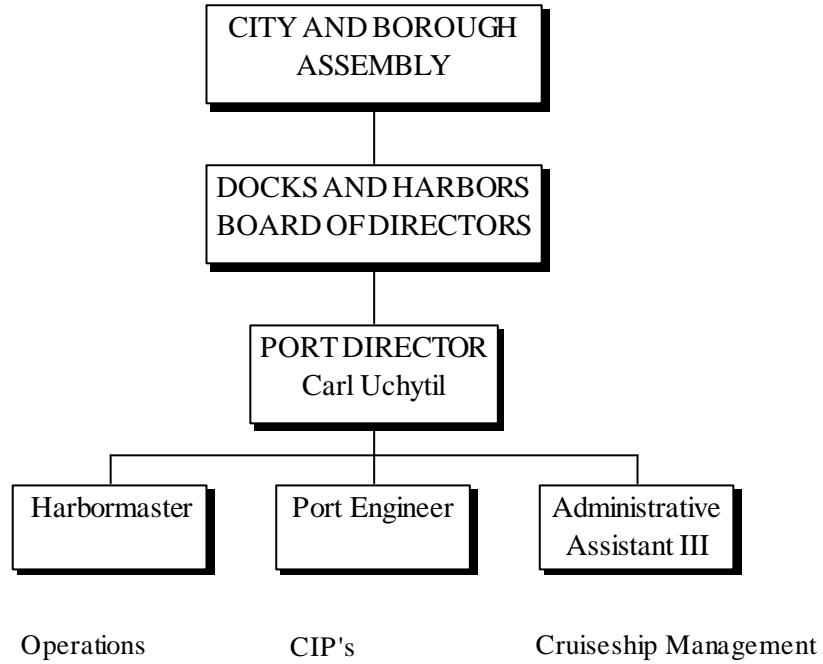 CITY AND BOROUGH
ASSEMBLY
DOCKS AND HARBORS
BOARD OF DIRECTORS
PORT DIRECTOR
Carl Uchytil
Harbormaster
Port Engineer
Administrative
Assistant III
Operations
CIP's
Cruiseship Management